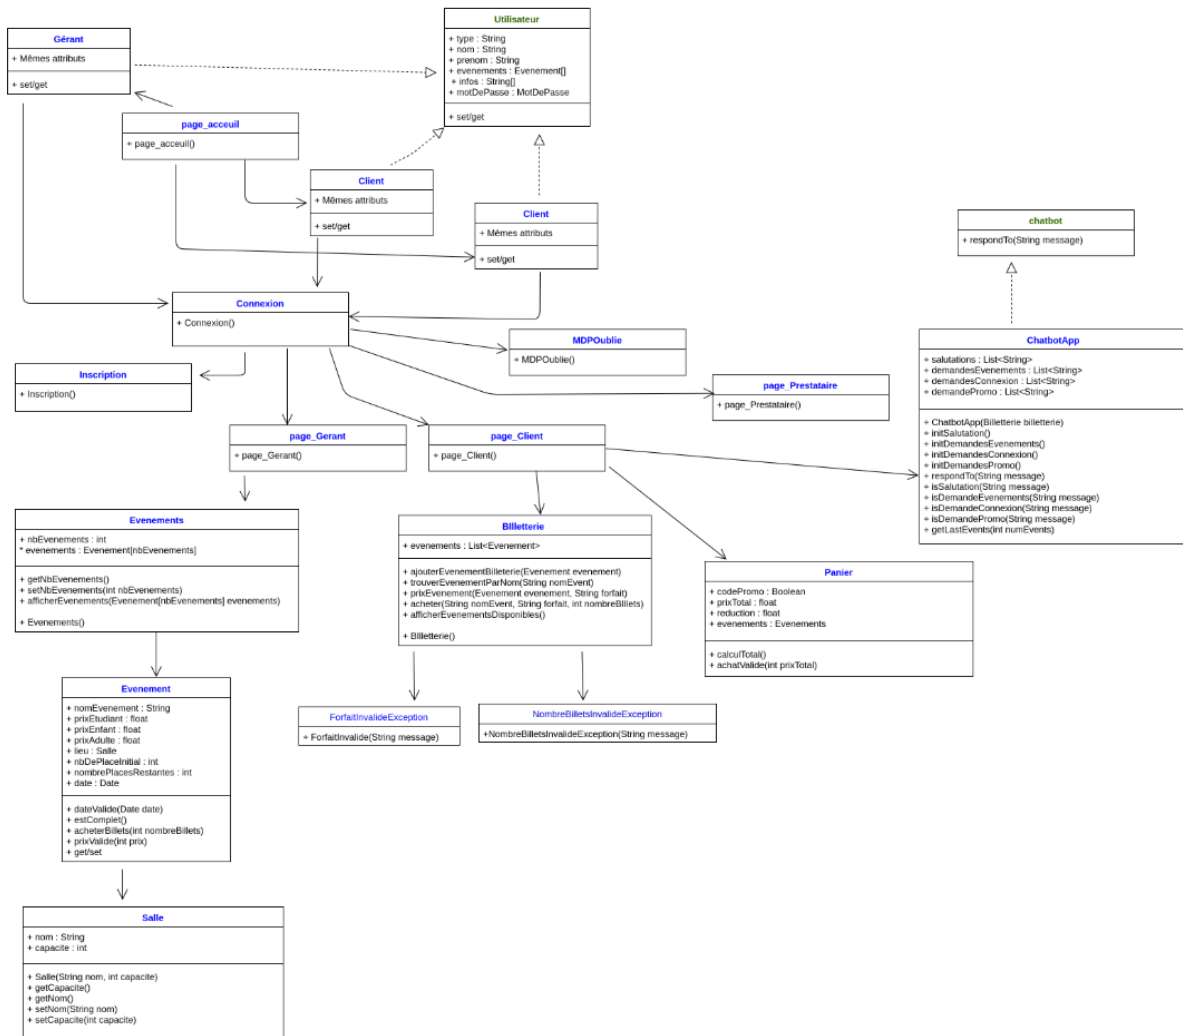 Utilisateur
+ type : String
+ nom : String
+ prenom : String
+ evenements : Evenement[]
+ infos : String[]
+ motDePasse : MotDePasse
+ set/get
Gérant
+ Mêmes attributs
+ set/get
page_acceuil
+ page_acceuil()
Client
+ Mêmes attributs
+ set/get
Client
+ Mêmes attributs
+ set/get
chatbot
+ respondTo(String message)
Connexion
+ Connexion()
MDPOublie
+ MDPOublie()
ChatbotApp
+ salutations : List<String>
+ demandesEvenements : List<String>
+ demandesConnexion : List<String>
+ demandePromo : List<String>
+ ChatbotApp(Billetterie billetterie)
+ initSalutation()
+ initDemandesEvenements()
+ initDemandesConnexion()
+ initDemandesPromo()
+ respondTo(String message)
+ isSalutation(String message)
+ isDemandeEvenements(String message)
+ isDemandeConnexion(String message)
+ isDemandePromo(String message)
+ getLastEvents(int numEvents)
Inscription
+ Inscription()
page_Prestataire
+ page_Prestataire()
page_Gerant
+ page_Gerant()
page_Client
+ page_Client()
Evenements
+ nbEvenements : int
* evenements : Evenement[nbEvenements]
+ getNbEvenements()
+ setNbEvenements(int nbEvenements)
+ afficherEvenements(Evenement[nbEvenements] evenements)
+ Evenements()
BIlletterie
+ evenements : List<Evenement>
+ ajouterEvenementBilleterie(Evenement evenement)
+ trouverEvenementParNom(String nomEvent)
+ prixEvenement(Evenement evenement, String forfait)
+ acheter(String nomEvent, String forfait, int nombreBIllets)
+ afficherEvenementsDisponibles()
+ BIlletterie()
Panier
+ codePromo : Boolean
+ prixTotal : float
+ reduction : float
+ evenements : Evenements
+ calculTotal()
+ achatValide(int prixTotal)
Evenement
+ nomEvenement : String
+ prixEtudiant : float
+ prixEnfant : float
+ prixAdulte : float
+ lieu : Salle
+ nbDePlaceInitial : int
+ nombrePlacesRestantes : int
+ date : Date
+ dateValide(Date date)
+ estComplet()
+ acheterBillets(int nombreBillets)
+ prixValide(int prix)
+ get/set
ForfaitInvalideException
+ ForfaitInvalide(String message)
NombreBilletsInvalideException
+NombreBilletsInvalideException(String message)
Salle
+ nom : String
+ capacite : int
+ Salle(String nom, int capacite)
+ getCapacite()
+ getNom()
+ setNom(String nom)
+ setCapacite(int capacite)